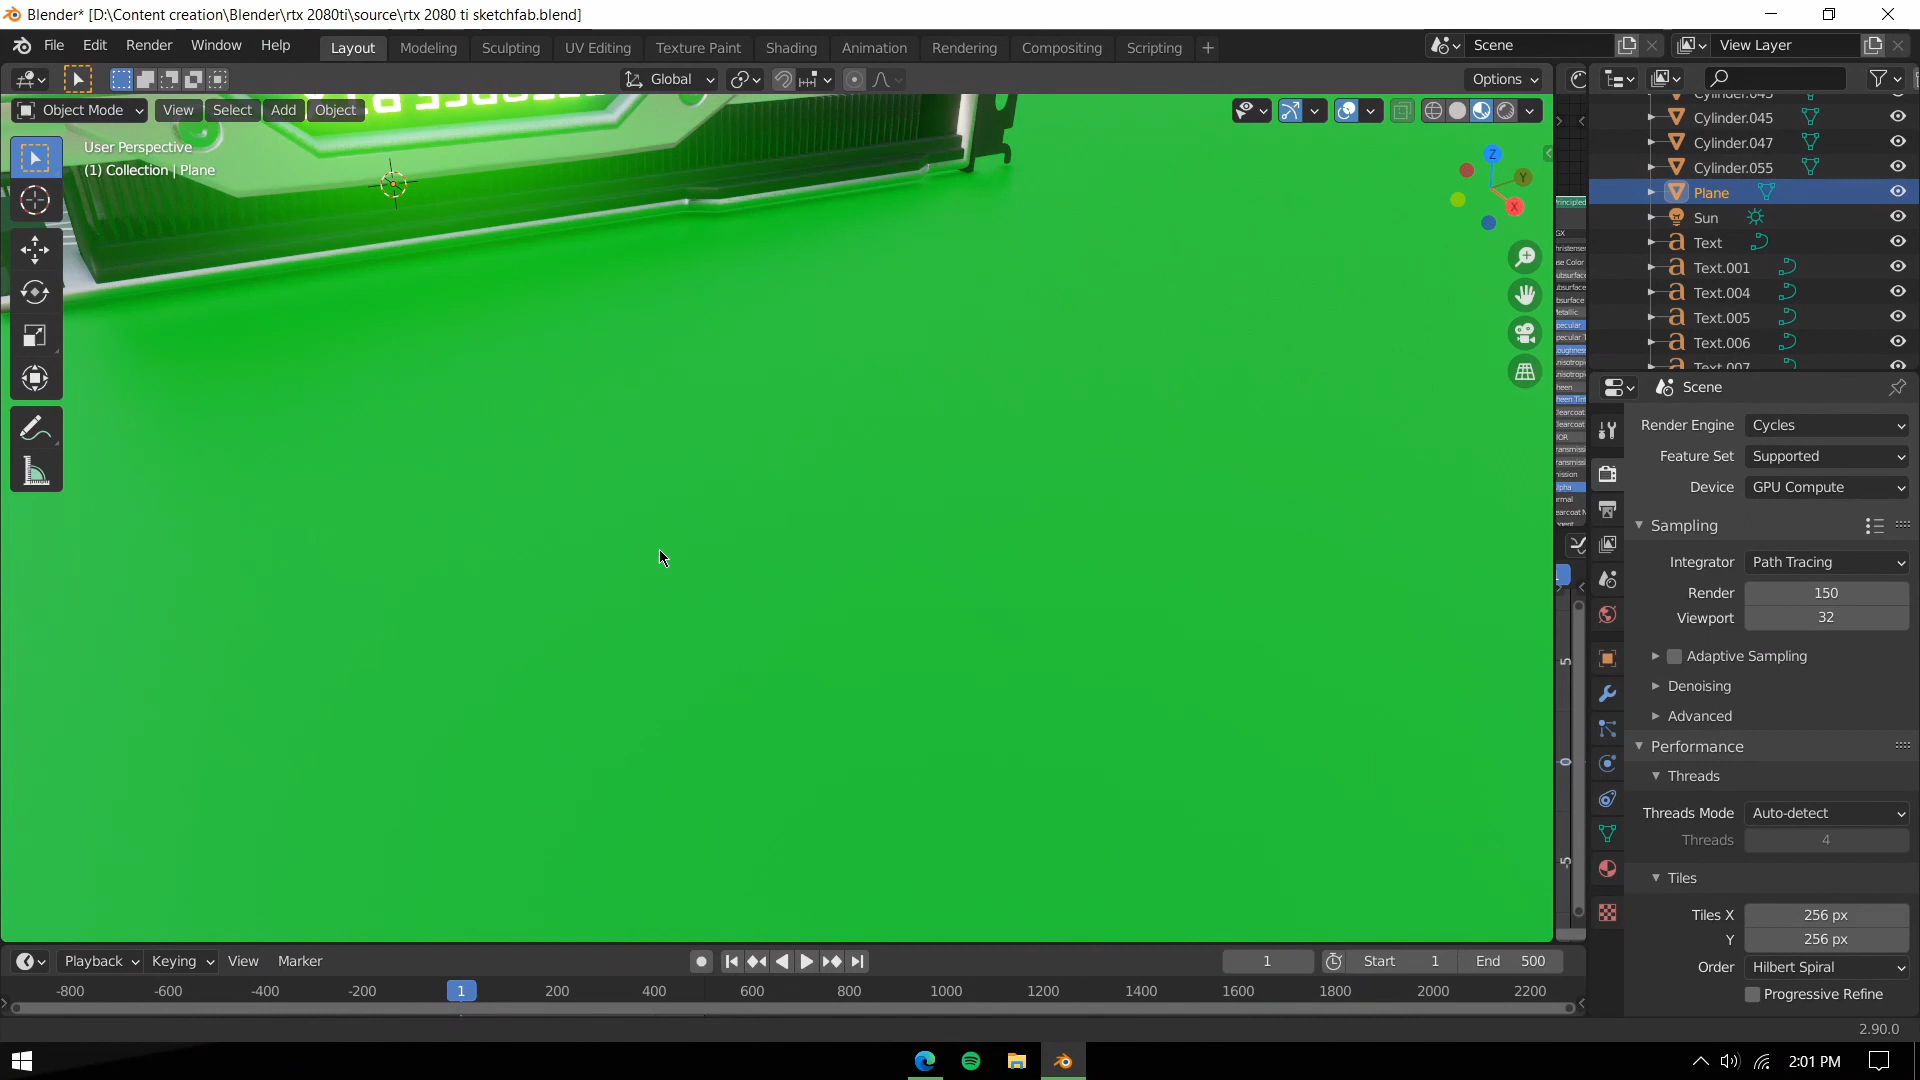 Blender* [D:\Content creation\Blender\rtx 2080ti\source\rtx 2080 ti sketchfab.blend]
File Edit Render Window Help
Layout Modeling Sculpting UV Editing Texture Paint Shading Animation Rendering Compositing Scripting
Scene
View Layer
Global
Options
Object Mode View Select Add Object
User Perspective
(1) Collection | Plane
Z
Y
X
Cylinder.043
Cylinder.045
Cylinder.047
Cylinder.055
Plane
Sun
Text
Text.001
Text.004
Text.005
Text.006
Text.007
Scene
Render Engine Cycles
Feature Set Supported
Device GPU Compute
Sampling
Integrator Path Tracing
Render 150
Viewport 32
Adaptive Sampling
Denoising
Advanced
Performance
Threads
Threads Mode Auto-detect
Threads 4
Tiles
Tiles X 256 px
Y 256 px
Order Hilbert Spiral
Progressive Refine
5
0
-5
Playback Keying View Marker
1
Start 1
End 500
-800 -600 -400 -200 1 200 400 600 800 1000 1200 1400 1600 1800 2000 2200
2.90.0
2:01 PM